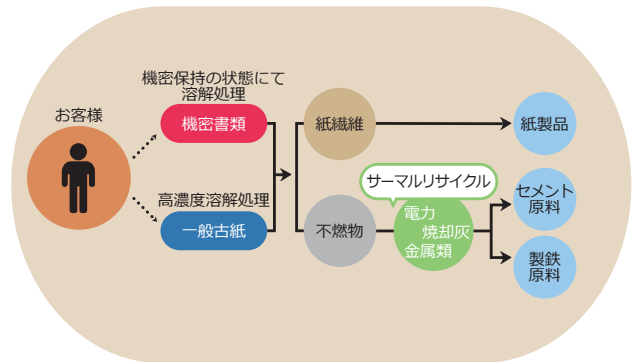 お客様
機密保持の状態にて
溶解処理
機密書類
高濃度溶解処理
一般古紙
紙繊維
不燃物
サーマルリサイクル
電力
焼却灰
金属類
紙製品
セメント
原料
製鉄
原料